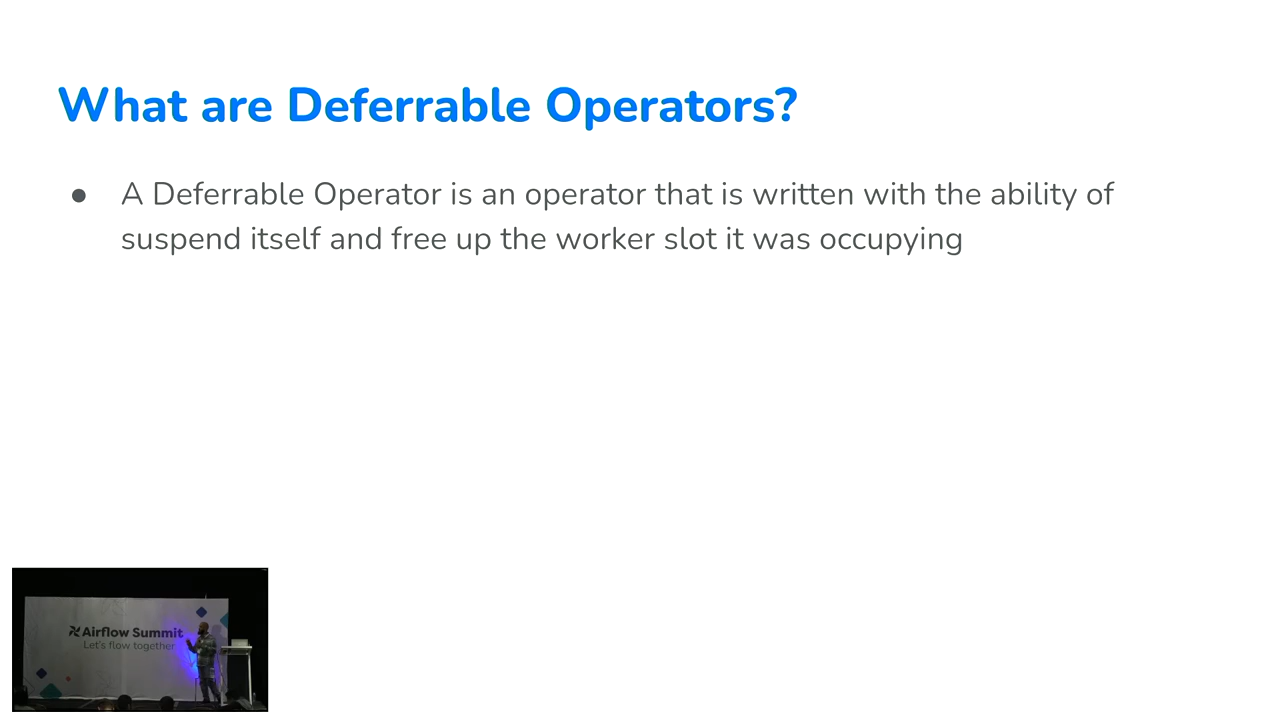 What are Deferrable Operators?
● A Deferrable Operator is an operator that is written with the ability of
suspend itself and free up the worker slot it was occupying
Airflow Summit
Let's flow together